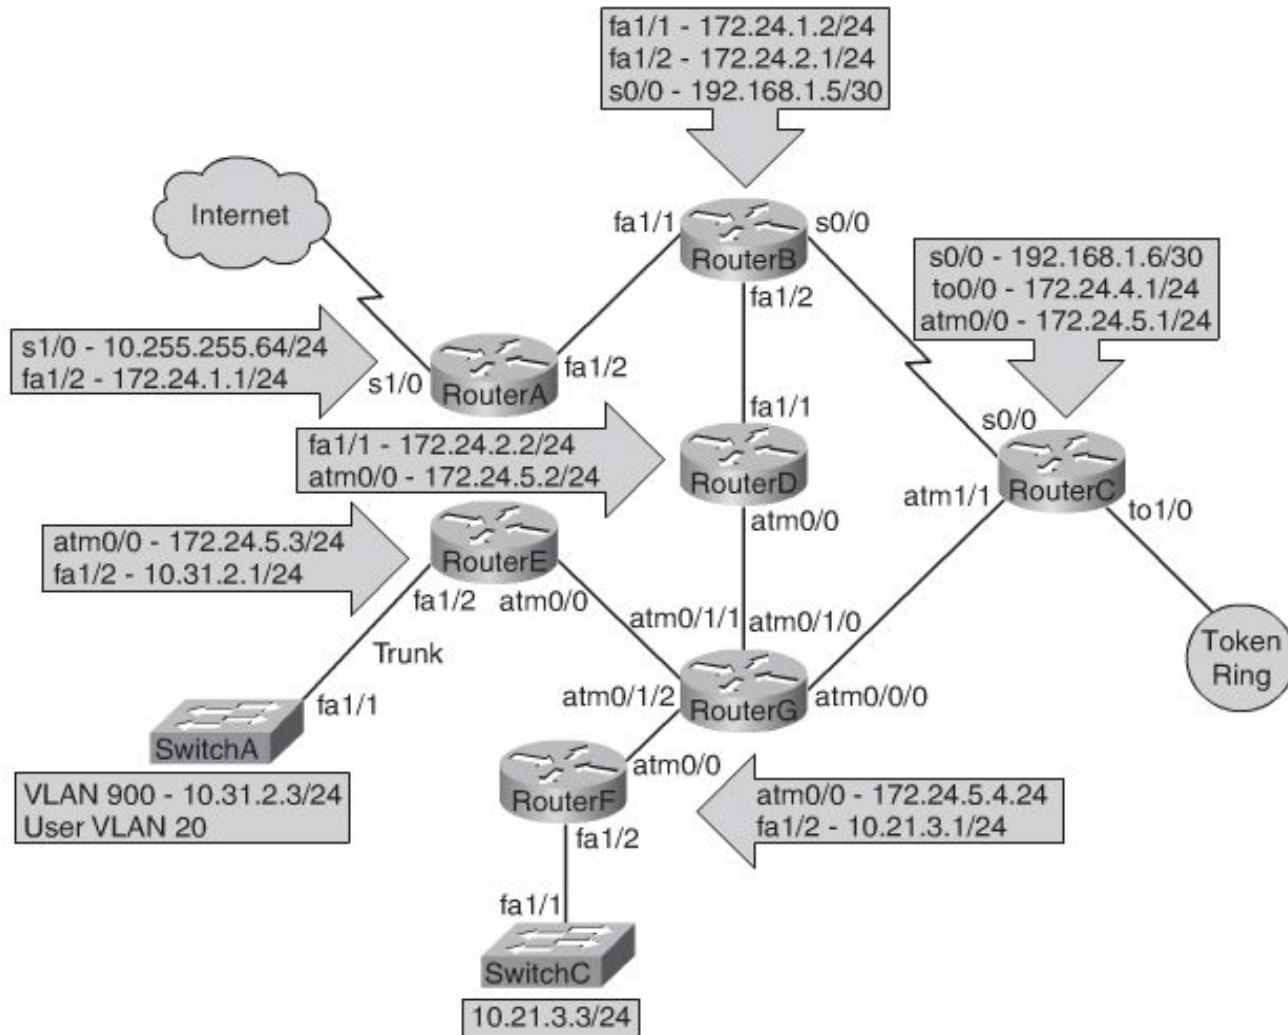 fa1/1 - 172.24.1.2/24
fa1/2 - 172.24.2.1/24
s0/0 - 192.168.1.5/30
Internet
fa1/1
s0/0
RouterB
fa1/2
s0/0 - 192.168.1.6/30
to0/0 - 172.24.4.1/24
atm0/0 - 172.24.5.1/24
s1/0 - 10.255.255.64/24
fa1/2 - 172.24.1.1/24
s1/0
RouterA
fa1/2
fa1/1
s0/0
fa1/1 - 172.24.2.2/24
atm0/0 - 172.24.5.2/24
RouterD
atm0/0
atm1/1
RouterC
to1/0
atm0/0 - 172.24.5.3/24
fa1/2 - 10.31.2.1/24
RouterE
fa1/2
atm0/0
atm0/1/1
atm0/1/0
Token
Ring
Trunk
fa1/1
atm0/1/2
RouterG
atm0/0/0
SwitchA
VLAN 900 - 10.31.2.3/24
User VLAN 20
atm0/0
RouterF
fa1/2
atm0/0 - 172.24.5.4.24
fa1/2 - 10.21.3.1/24
fa1/1
SwitchC
10.21.3.3/24